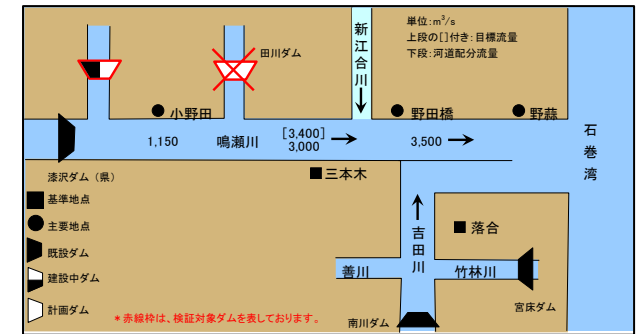 単位:m³/s
上段の[]付き:目標流量
下段:河道配分流量
新江合川
田川ダム
小野田
野田橋
野蒜
1,150
鳴瀬川
[3,400]
3,000
3,500
石巻湾
漆沢ダム（県）
三本木
基準地点
主要地点
既設ダム
建設中ダム
計画ダム
吉田川
落合
善川
竹林川
宮床ダム
南川ダム
＊赤線枠は、検証対象ダムを表しております。